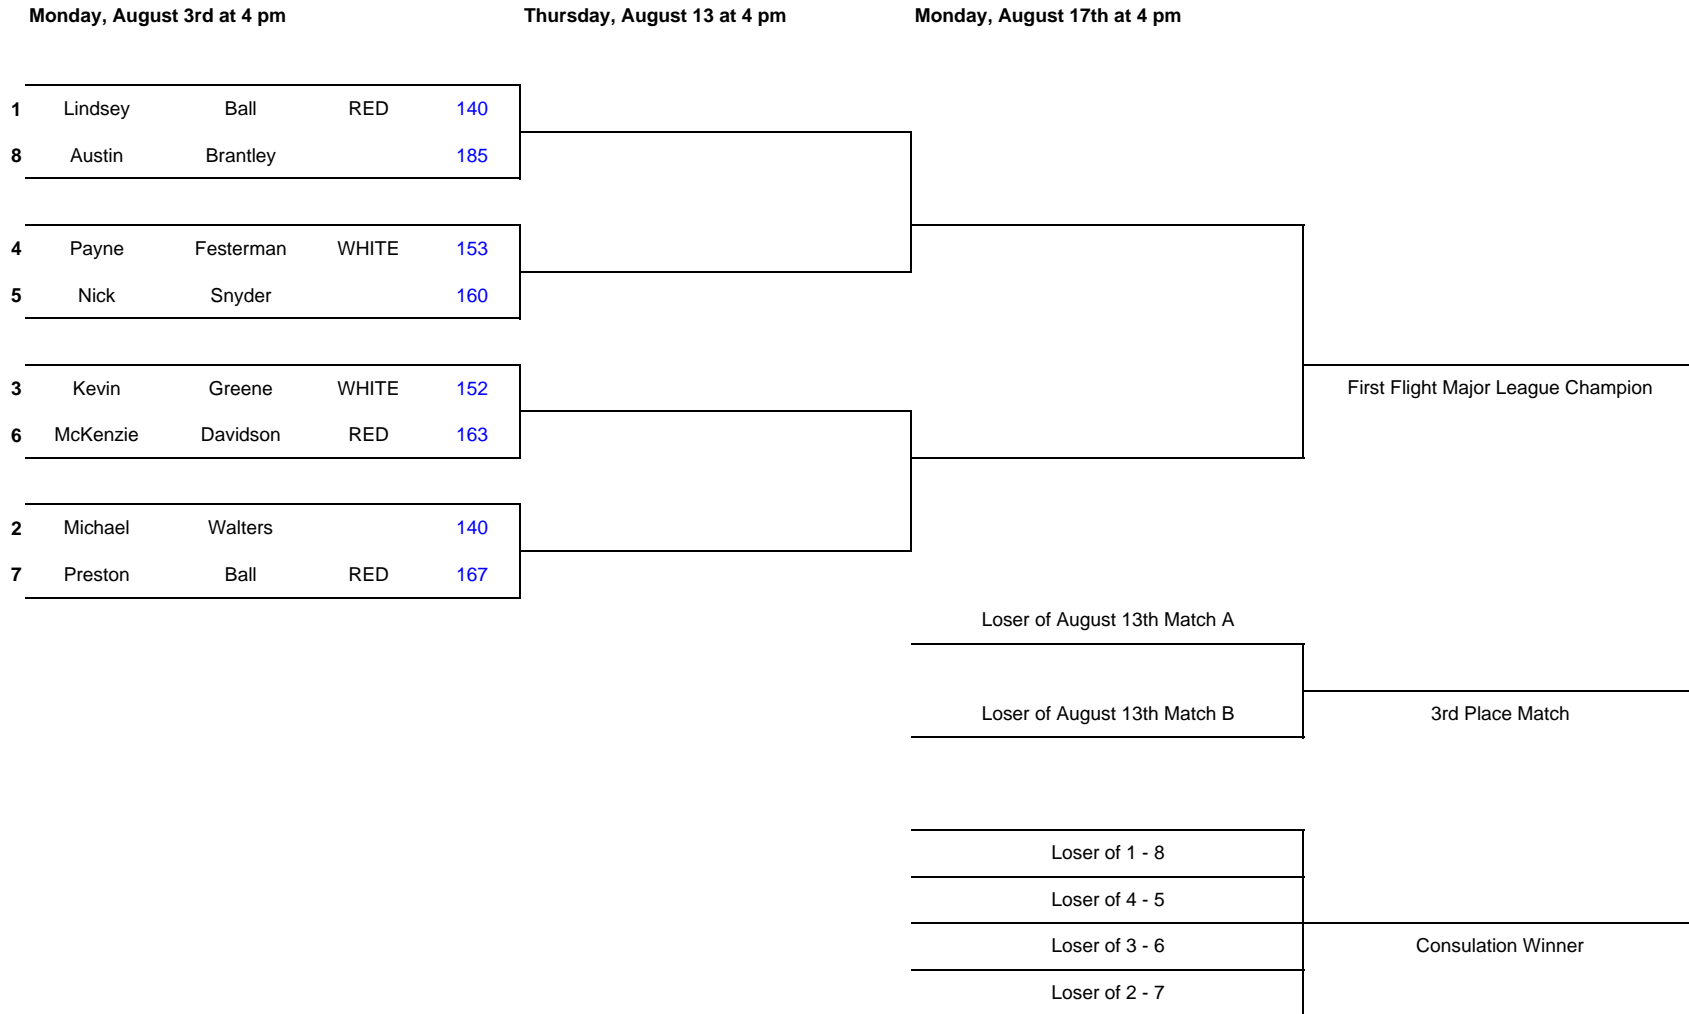 Monday, August 3rd at 4 pm Thursday, August 13 at 4 pm Monday, August 17th at 4 pm
1 Lindsey Ball RED 140
8 Austin Brantley 185
4 Payne Festerman WHITE 153
5 Nick Snyder 160
3 Kevin Greene WHITE 152
First Flight Major League Champion
6 McKenzie Davidson RED 163
2 Michael Walters 140
7 Preston Ball RED 167
Loser of August 13th Match A
Loser of August 13th Match B
3rd Place Match
Loser of 1 - 8
Loser of 4 - 5
Loser of 3 - 6
Consulation Winner
Loser of 2 - 7